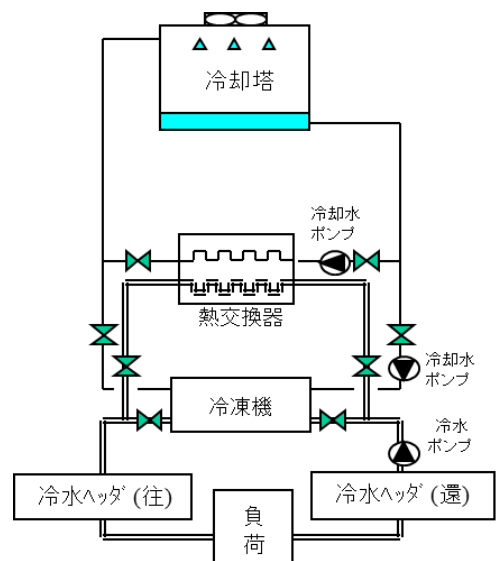 冷却塔
冷却水
ポンプ
熱交換器
冷却水
ポンプ
冷凍機
冷水
ポンプ
冷水ヘッダ(往)
冷水ヘッダ(還)
負
荷